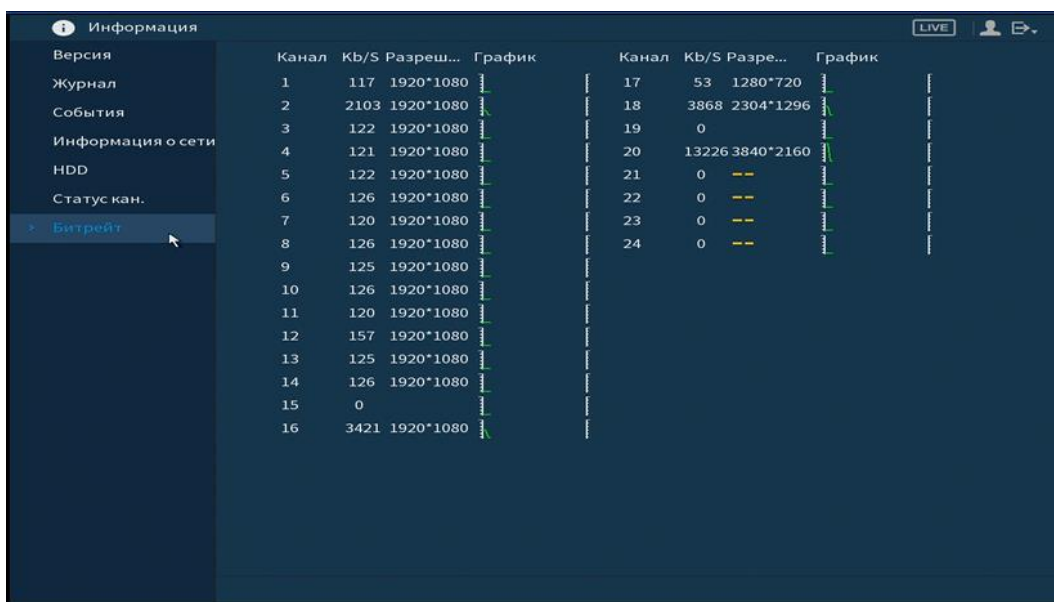 Информация LIVE
Версия
Журнал
События
Информация о сети
HDD
Статус кан.
Битрейт
Канал Kb/S Разреш... График Канал Kb/S Разре... График
1 117 1920*1080 17 53 1280*720
2 2103 1920*1080 18 3868 2304*1296
3 122 1920*1080 19 0
4 121 1920*1080 20 13226 3840*2160
5 122 1920*1080 21 0 --
6 126 1920*1080 22 0 --
7 120 1920*1080 23 0 --
8 126 1920*1080 24 0 --
9 125 1920*1080
10 126 1920*1080
11 120 1920*1080
12 157 1920*1080
13 125 1920*1080
14 126 1920*1080
15 0
16 3421 1920*1080